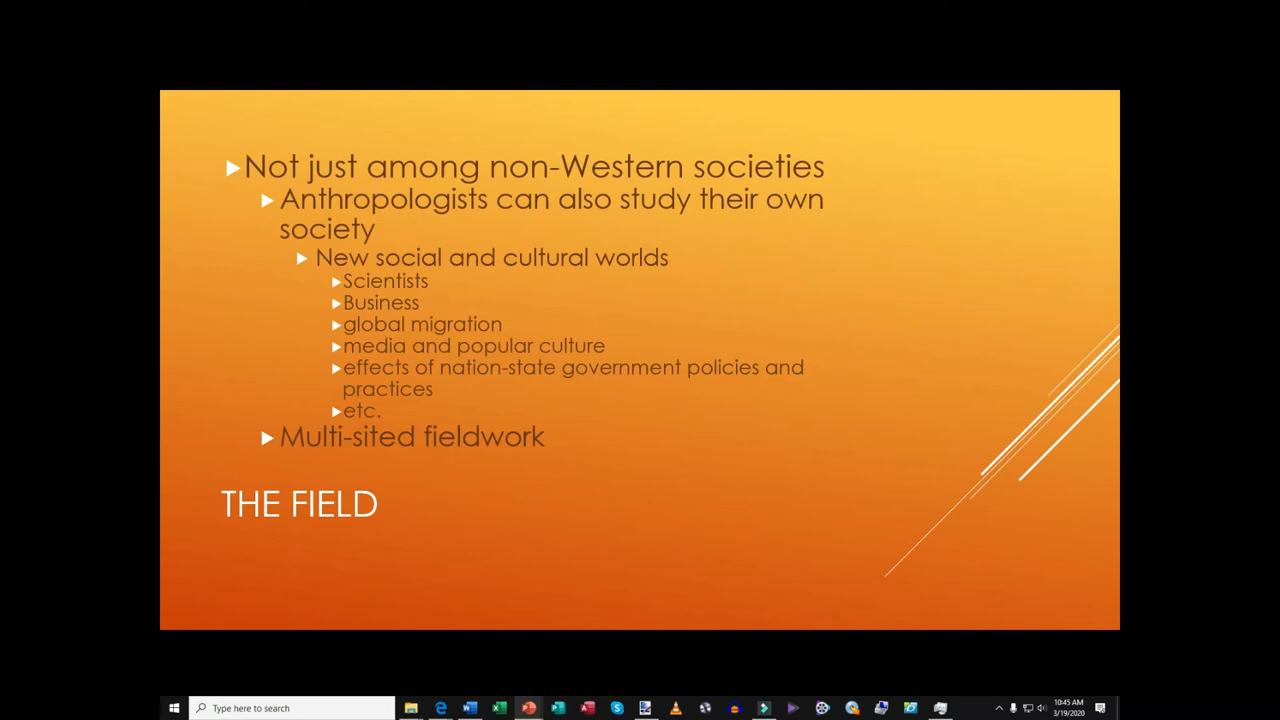 Not just among non-Western societies
Anthropologists can also study their own
society
New social and cultural worlds
Scientists
Business
global migration
media and popular culture
effects of nation-state government policies and
practices
etc.
Multi-sited fieldwork
THE FIELD
Type here to search
10:45 AM
3/19/2020